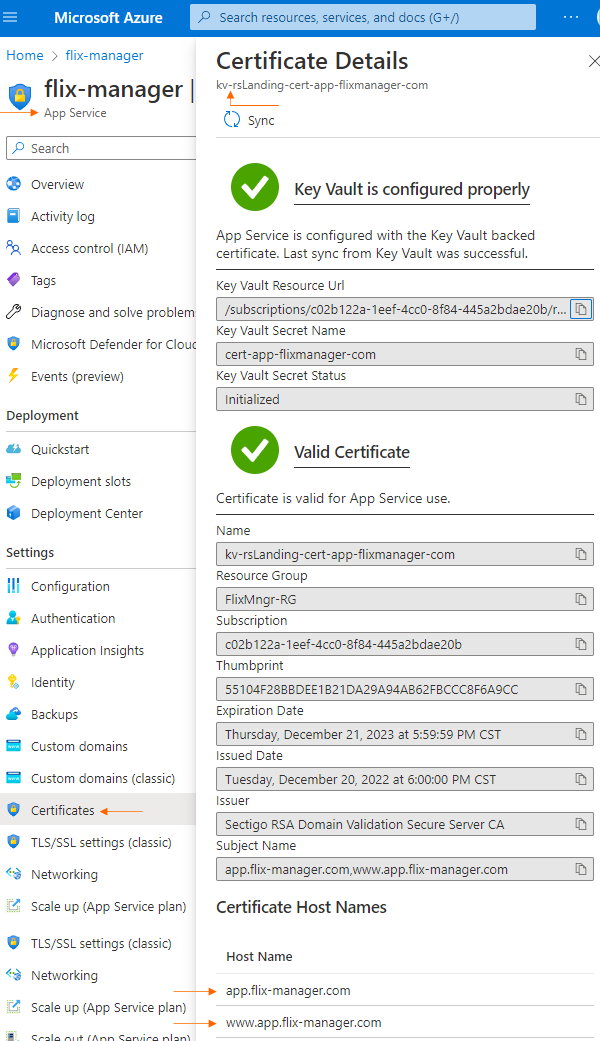 Microsoft Azure
Search resources, services, and docs (G+/)
...
Home > flix-manager
flix-manager |
App Service
Search
Overview
Activity log
Access control (IAM)
Tags
Diagnose and solve problems
Microsoft Defender for Cloud
Events (preview)
Deployment
Quickstart
Deployment slots
Deployment Center
Settings
Configuration
Authentication
Application Insights
Identity
Backups
Custom domains
Custom domains (classic)
Certificates
TLS/SSL settings (classic)
Networking
Scale up (App Service plan)
TLS/SSL settings (classic)
Networking
Scale up (App Service plan)
Scale out (App Service plan)
Certificate Details
kv-rsLanding-cert-app-flixmanager-com
Sync
Key Vault is configured properly
App Service is configured with the Key Vault backed
certificate. Last sync from Key Vault was successful.
Key Vault Resource Url
/subscriptions/c02b122a-1eef-4cc0-8f84-445a2bdae20b/r...
Key Vault Secret Name
cert-app-flixmanager-com
Key Vault Secret Status
Initialized
Valid Certificate
Certificate is valid for App Service use.
Name
kv-rsLanding-cert-app-flixmanager-com
Resource Group
FlixMngr-RG
Subscription
c02b122a-1eef-4cc0-8f84-445a2bdae20b
Thumbprint
55104F28BBDEE1B21DA29A94AB62FBCCC8F6A9CC
Expiration Date
Thursday, December 21, 2023 at 5:59:59 PM CST
Issued Date
Tuesday, December 20, 2022 at 6:00:00 PM CST
Issuer
Sectigo RSA Domain Validation Secure Server CA
Subject Name
app.flix-manager.com,www.app.flix-manager.com
Certificate Host Names
Host Name
app.flix-manager.com
www.app.flix-manager.com